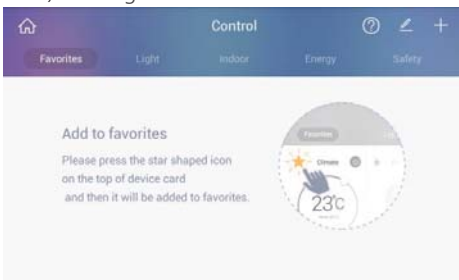 Control
Favorites Light Indoor Energy Safety
Add to favorites
Please press the star shaped icon
on the top of device card
and then it will be added to favorites.
Favorites
Climate
23°C